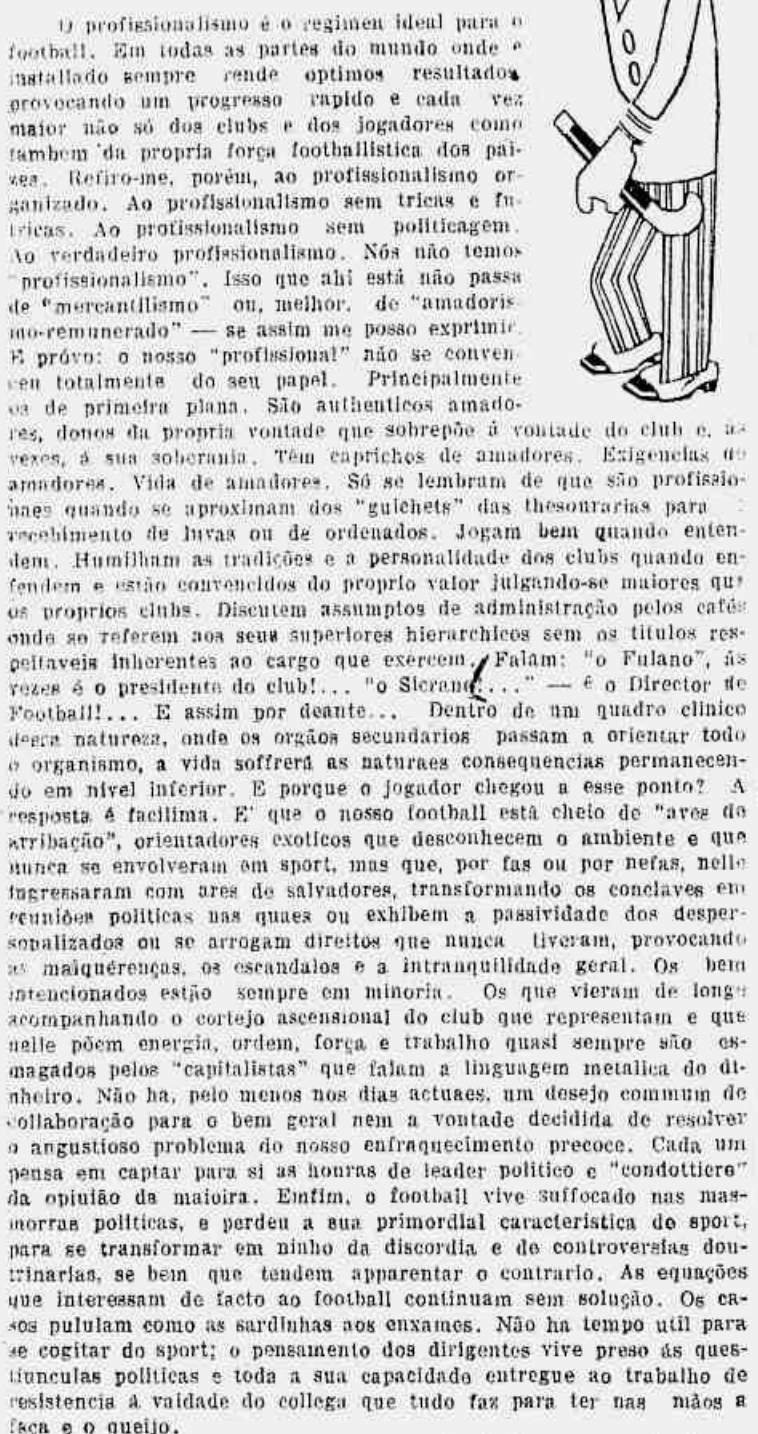 O profissionalismo é o regimen ideal para o
football. Em todas as partes do mundo onde e
installado sempre rende optimos resultados
provocando um progresso rapido e cada vez
maior não só dos clubs e dos jogadores como
tambem da propria força footballistica dos pai-
zes. Refiro-me, porém, ao profissionalismo or-
ganizado. Ao profissionalismo sem tricas e fu-
tricas. Ao profissionalismo sem politicagem.
Ao verdadeiro profissionalismo. Nós não temos
"profissionalismo". Isso que ahi está não passa
de "mercantilismo" ou, melhor, de "amadoris-
mo-remunerado" — se assim me posso exprimir.
E próvo: o nosso "profissional" não se conven-
ceu totalmente do seu papel. Principalmente
os de primeira plana. São authenticos amado-
res, donos da propria vontade que sobrepõe á vontade do club e, as
vezes, á sua soberania. Têm caprichos de amadores. Exigencias de
amadores. Vida de amadores. Só se lembram de que são profissio-
naes quando se aproximam dos "guichets" das thesourarias para
recebimento de luvas ou de ordenados. Jogam bem quando enten-
dem. Humilham as tradições e a personalidade dos clubs quando en-
tendem e estão convencidos do proprio valor julgando-se maiores que
os proprios clubs. Discutem assumptos de administração pelos cafés
onde se referem aos seus superiores hierarchicos sem os titulos res-
peitaveis inherentes ao cargo que exercem. Falam: "o Fulano", ás
vezes é o presidente do club!... "o Sicrano..." — é o Director de
Football!... E assim por deante... Dentro de um quadro clinico
dessa natureza, onde os orgãos secundarios passam a orientar todo
o organismo, a vida soffrerá as naturaes consequencias permanecen-
do em nivel inferior. E porque o jogador chegou a esse ponto? A
resposta é facilima. E' que o nosso football está cheio de "aves de
arribação", orientadores exoticos que desconhecem o ambiente e que
nunca se envolveram em sport, mas que, por fas ou por nefas, nelle
ingressaram com ares de salvadores, transformando os conclaves em
reuniões politicas nas quaes ou exhibem a passividade dos desper-
sonalizados ou se arrogam direitos que nunca tiveram, provocando
as malquérenças, os escandalos e a intranquilidade geral. Os bem
intencionados estão sempre em minoria. Os que vieram de longe
acompanhando o cortejo ascensional do club que representam e que
nelle põem energia, ordem, força e trabalho quasi sempre são es-
magados pelos "capitalistas" que falam a linguagem metalica do di-
nheiro. Não ha, pelo menos nos dias actuaes, um desejo commum de
collaboração para o bem geral nem a vontade decidida de resolver
o angustioso problema do nosso enfraquecimento precoce. Cada um
pensa em captar para si as honras de leader politico e "condottiere"
da opinião da maioira. Emfim, o football vive suffocado nas mas-
morras politicas, e perdeu a sua primordial caracteristica de sport,
para se transformar em ninho da discordia e de controversias dou-
trinarias, se bem que tendem apparentar o contrario. As equações
que interessam de facto ao football continuam sem solução. Os ca-
sos pululam como as sardinhas aos enxames. Não ha tempo util para
se cogitar do sport; o pensamento dos dirigentes vive preso ás ques-
tiunculas politicas e toda a sua capacidade entregue ao trabalho de
resistencia á vaidade do collega que tudo faz para ter nas mãos a
faca e o queijo.